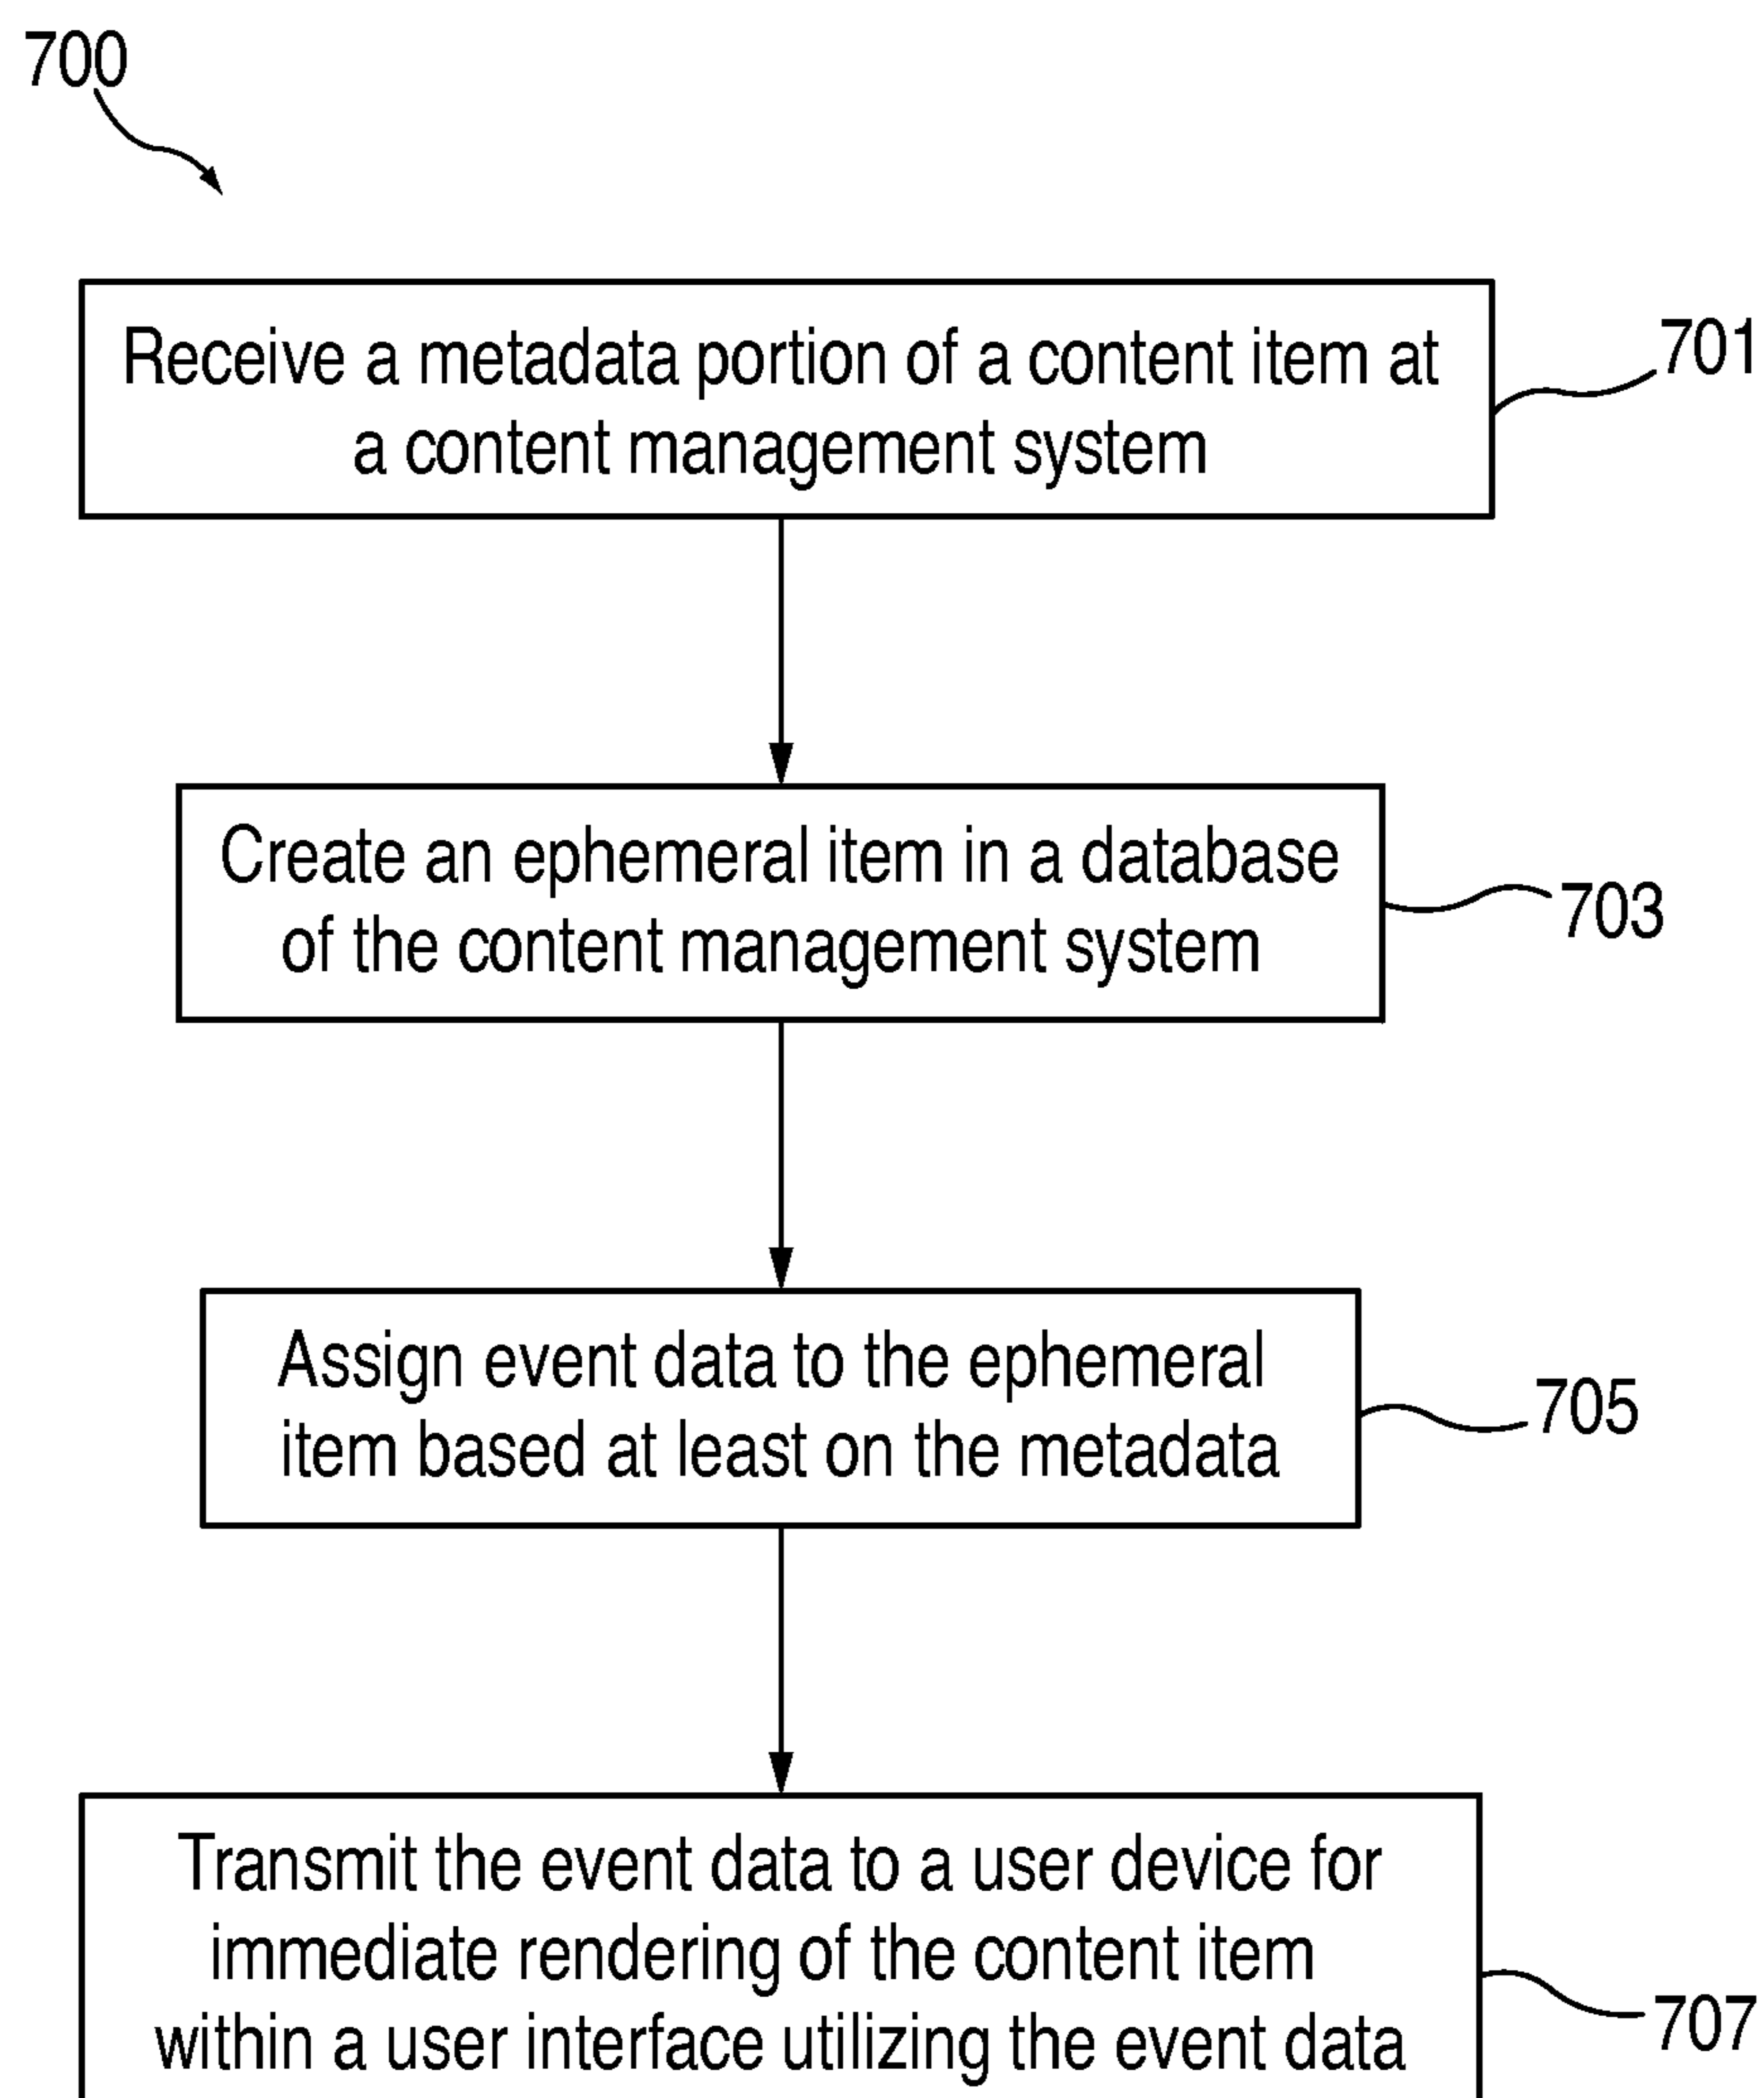 700
Receive a metadata portion of a content item at
a content management system
701
Create an ephemeral item in a database
of the content management system
703
Assign event data to the ephemeral
item based at least on the metadata
705
Transmit the event data to a user device for
immediate rendering of the content item
within a user interface utilizing the event data
707